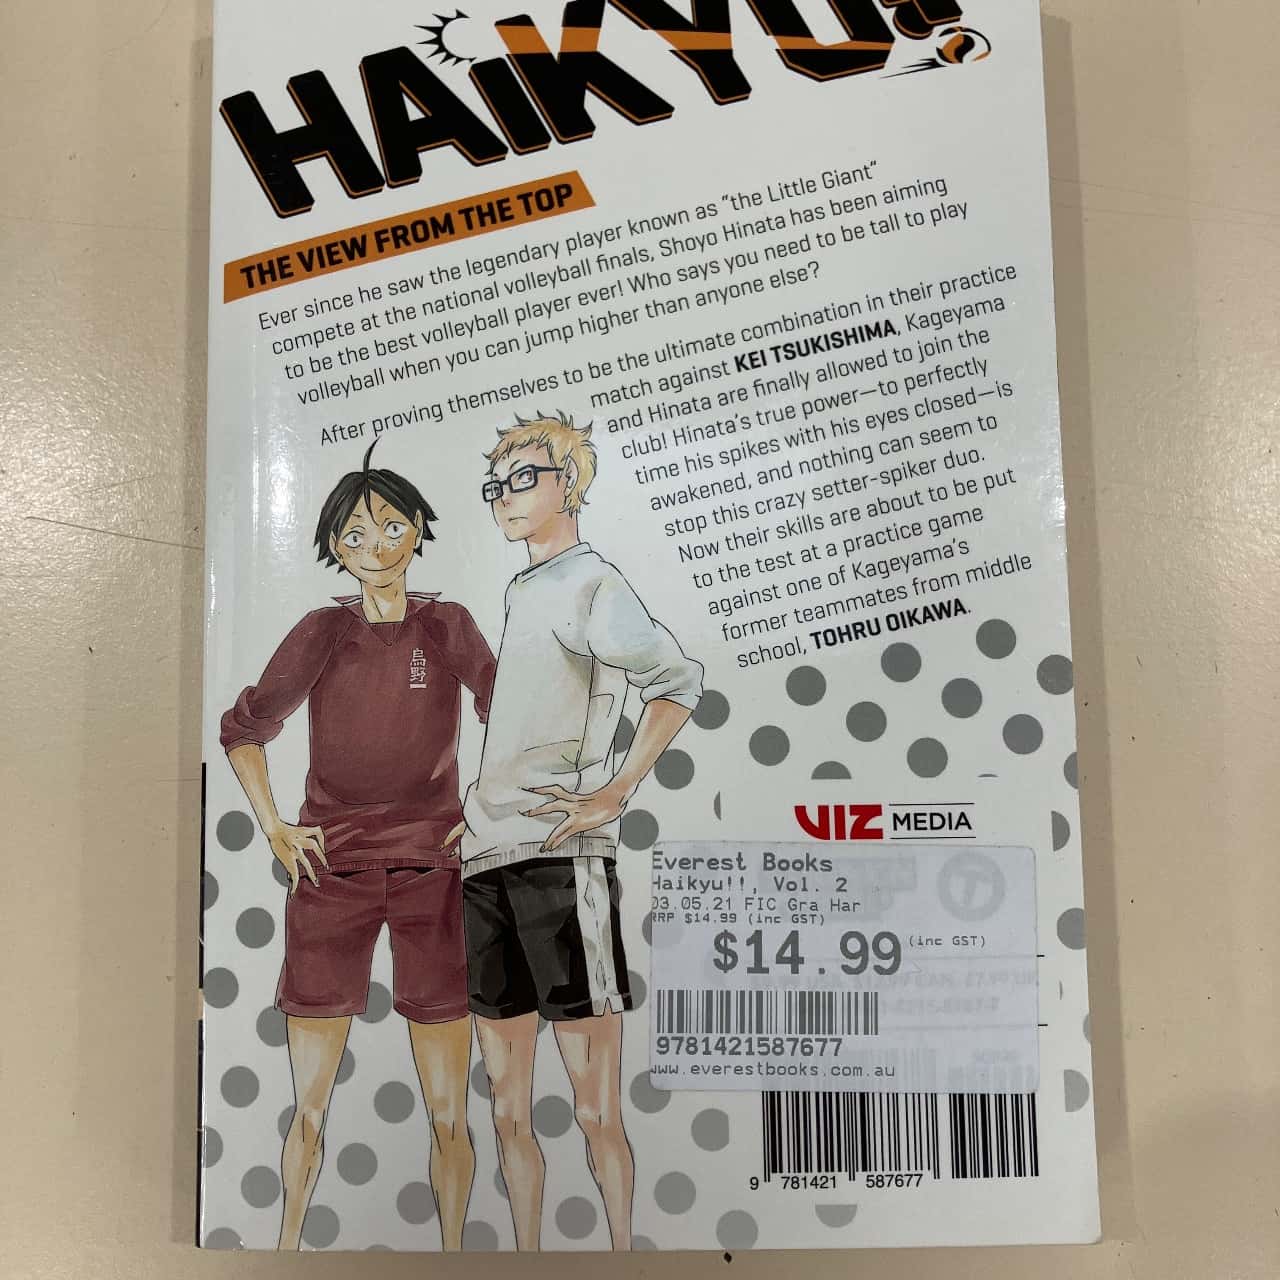 HAiKYU!!
THE VIEW FROM THE TOP
Ever since he saw the legendary player known as "the Little Giant"
compete at the national volleyball finals, Shoyo Hinata has been aiming
to be the best volleyball player ever! Who says you need to be tall to play
volleyball when you can jump higher than anyone else?
After proving themselves to be the ultimate combination in their practice
match against KEI TSUKISHIMA, Kageyama
and Hinata are finally allowed to join the
club! Hinata's true power—to perfectly
time his spikes with his eyes closed—is
awakened, and nothing can seem to
stop this crazy setter-spiker duo.
Now their skills are about to be put
to the test at a practice game
against one of Kageyama's
former teammates from middle
school, TOHRU OIKAWA.
烏野
VIZ MEDIA
Everest Books
Haikyu!!, Vol. 2
03.05.21 FIC Gra Har
RRP $14.99 (inc GST)
$14.99 (inc GST)
9781421587677
www.everestbooks.com.au
9 781421 587677